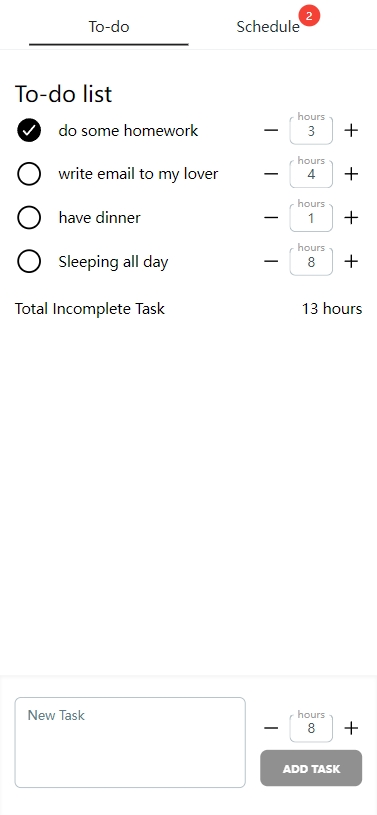 To-do
Schedule 2
To-do list
hours
do some homework 3
hours
write email to my lover 4
hours
have dinner 1
hours
Sleeping all day 8
Total Incomplete Task 13 hours
New Task
hours
8
ADD TASK